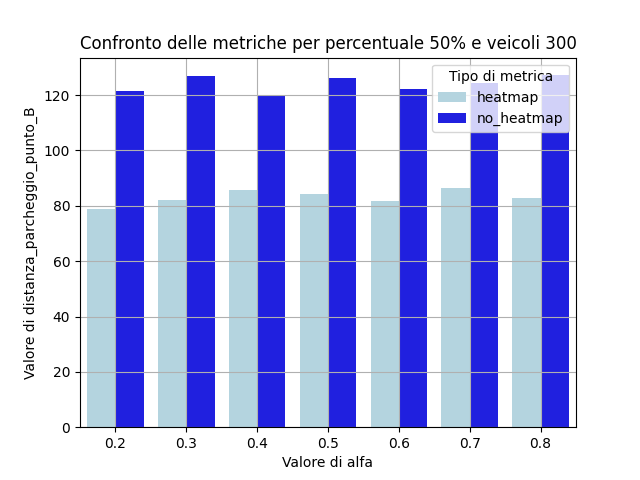 Confronto delle metriche per percentuale 50% e veicoli 300
Valore di distanza_parcheggio_punto_B
120
100
80
60
40
20
0
Tipo di metrica
heatmap
no_heatmap
0.2 0.3 0.4 0.5 0.6 0.7 0.8
Valore di alfa